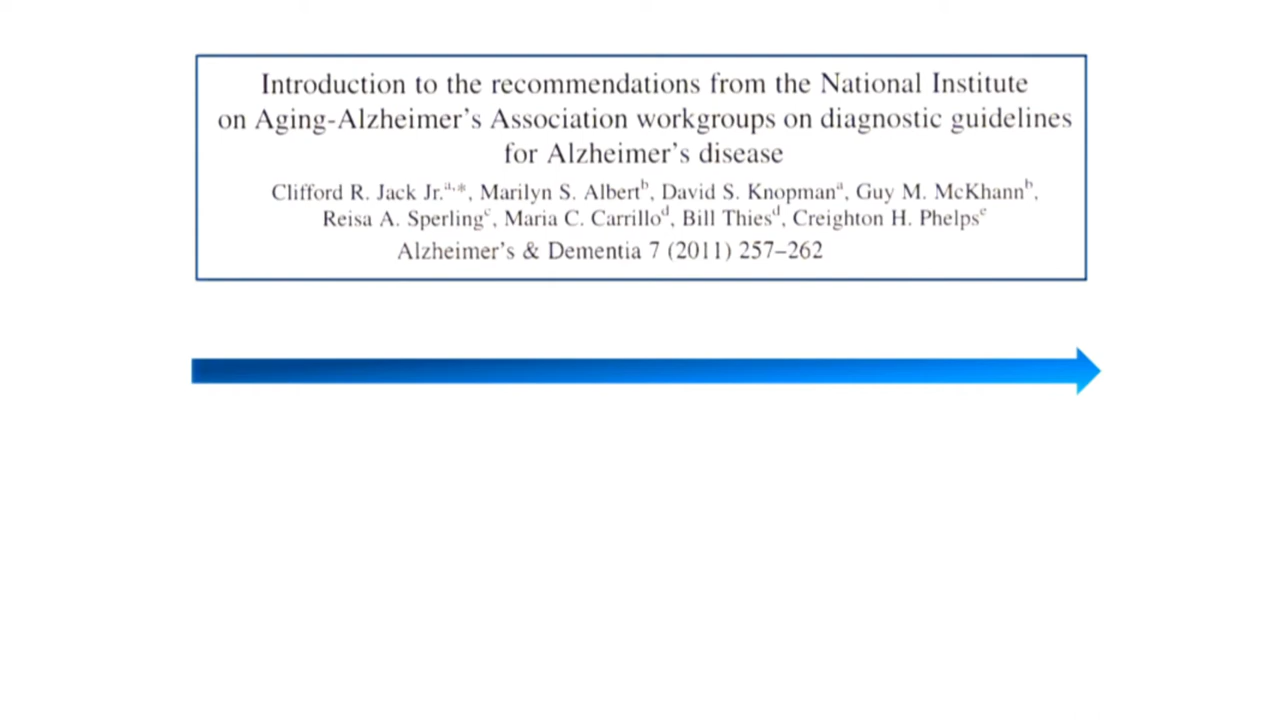 Introduction to the recommendations from the National Institute
on Aging-Alzheimer's Association workgroups on diagnostic guidelines
for Alzheimer's disease
Clifford R. Jack Jr.a,*, Marilyn S. Albertb, David S. Knopmana, Guy M. McKhannb,
Reisa A. Sperlingc, Maria C. Carrillod, Bill Thiesd, Creighton H. Phelpse
Alzheimer's & Dementia 7 (2011) 257–262